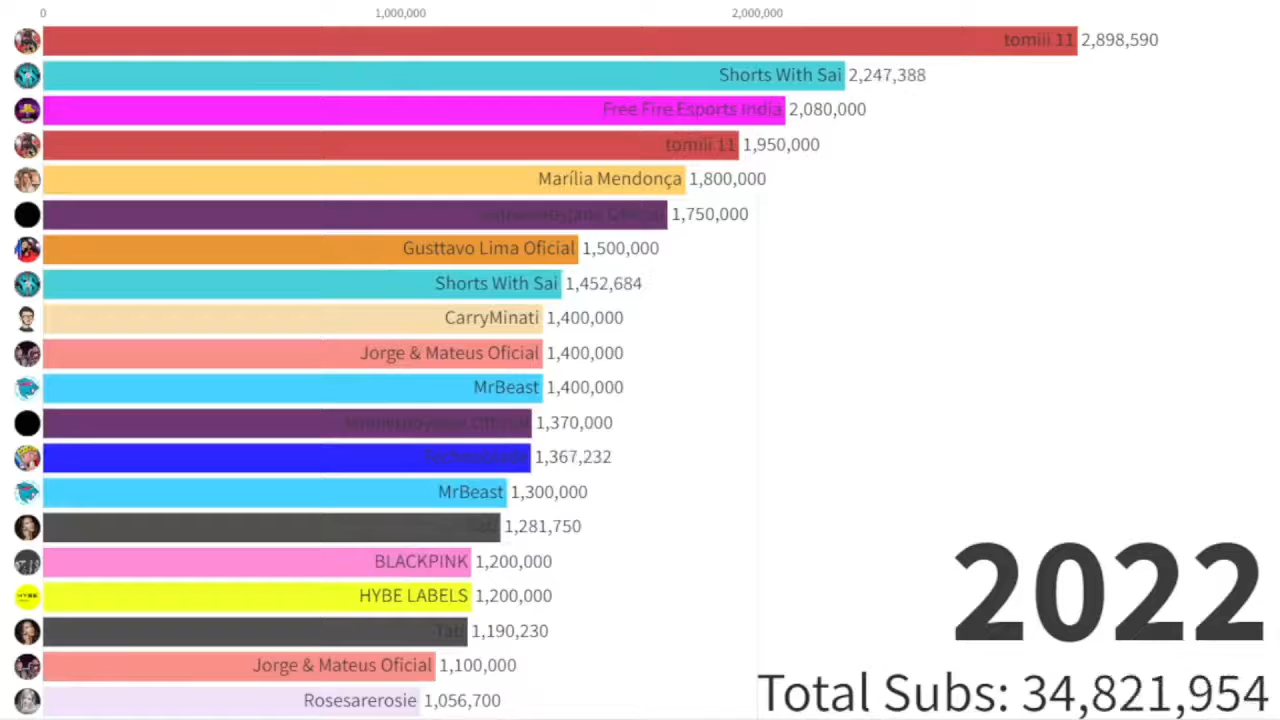 0 1,000,000 2,000,000
tomiii 11 2,898,590
Shorts With Sai 2,247,388
Free Fire Esports India 2,080,000
tomiii 11 1,950,000
Marília Mendonça 1,800,000
1,750,000
Gusttavo Lima Oficial 1,500,000
Shorts With Sai 1,452,684
CarryMinati 1,400,000
Jorge & Mateus Oficial 1,400,000
MrBeast 1,400,000
1,370,000
1,367,232
MrBeast 1,300,000
1,281,750
BLACKPINK 1,200,000
HYBE LABELS 1,200,000
1,190,230
Jorge & Mateus Oficial 1,100,000
Rosesarerosie 1,056,700
2022
Total Subs: 34,821,954